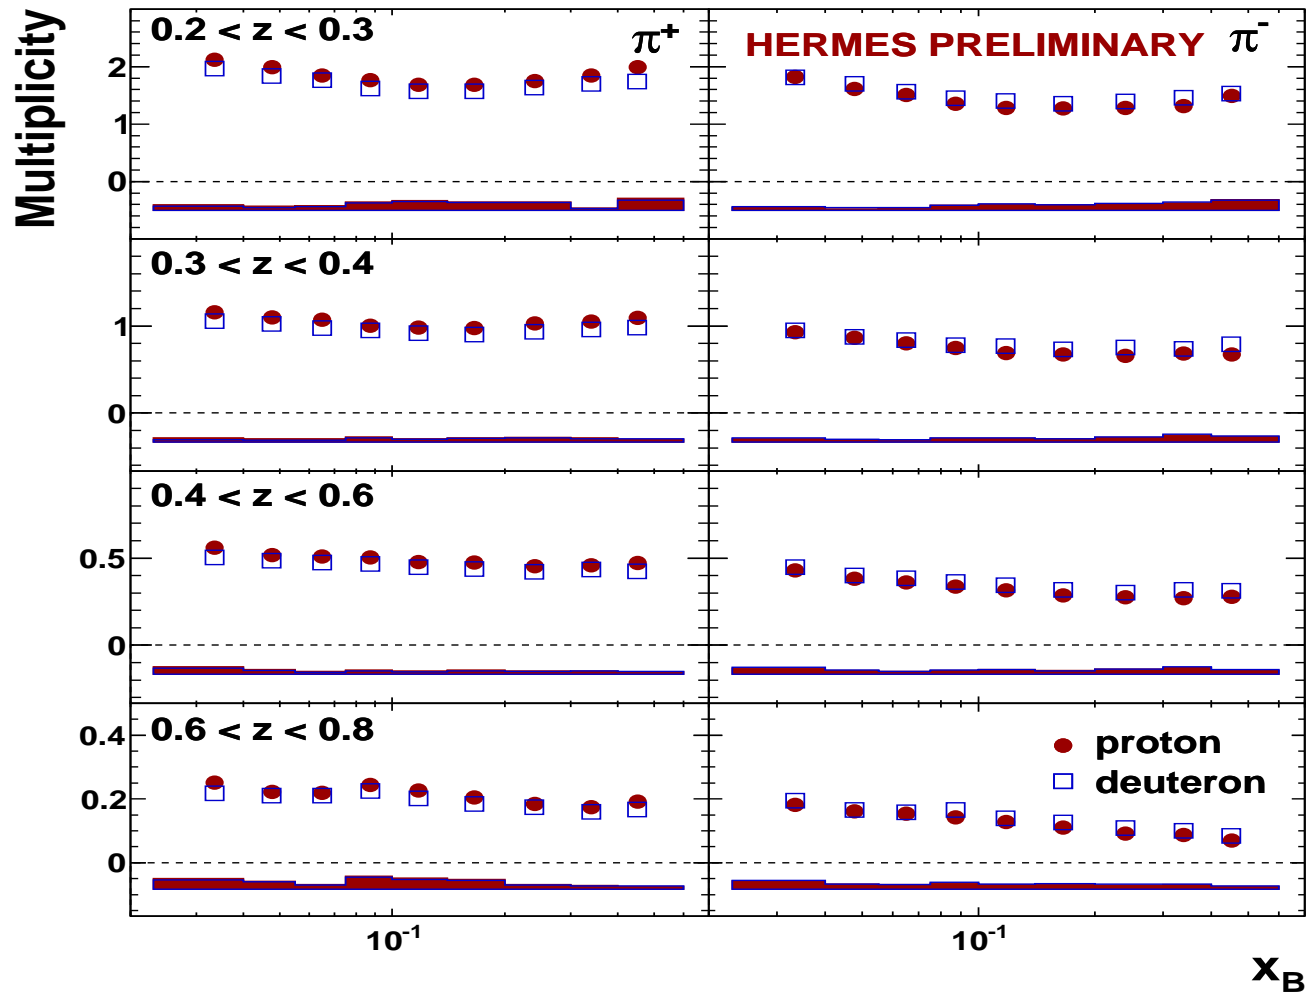 Multiplicity
0.2 < z < 0.3
π+
HERMES PRELIMINARY
π-
2
1
0
0.3 < z < 0.4
1
0
0.4 < z < 0.6
0.5
0
0.6 < z < 0.8
proton
deuteron
0.4
0.2
0
10-1
10-1
xB